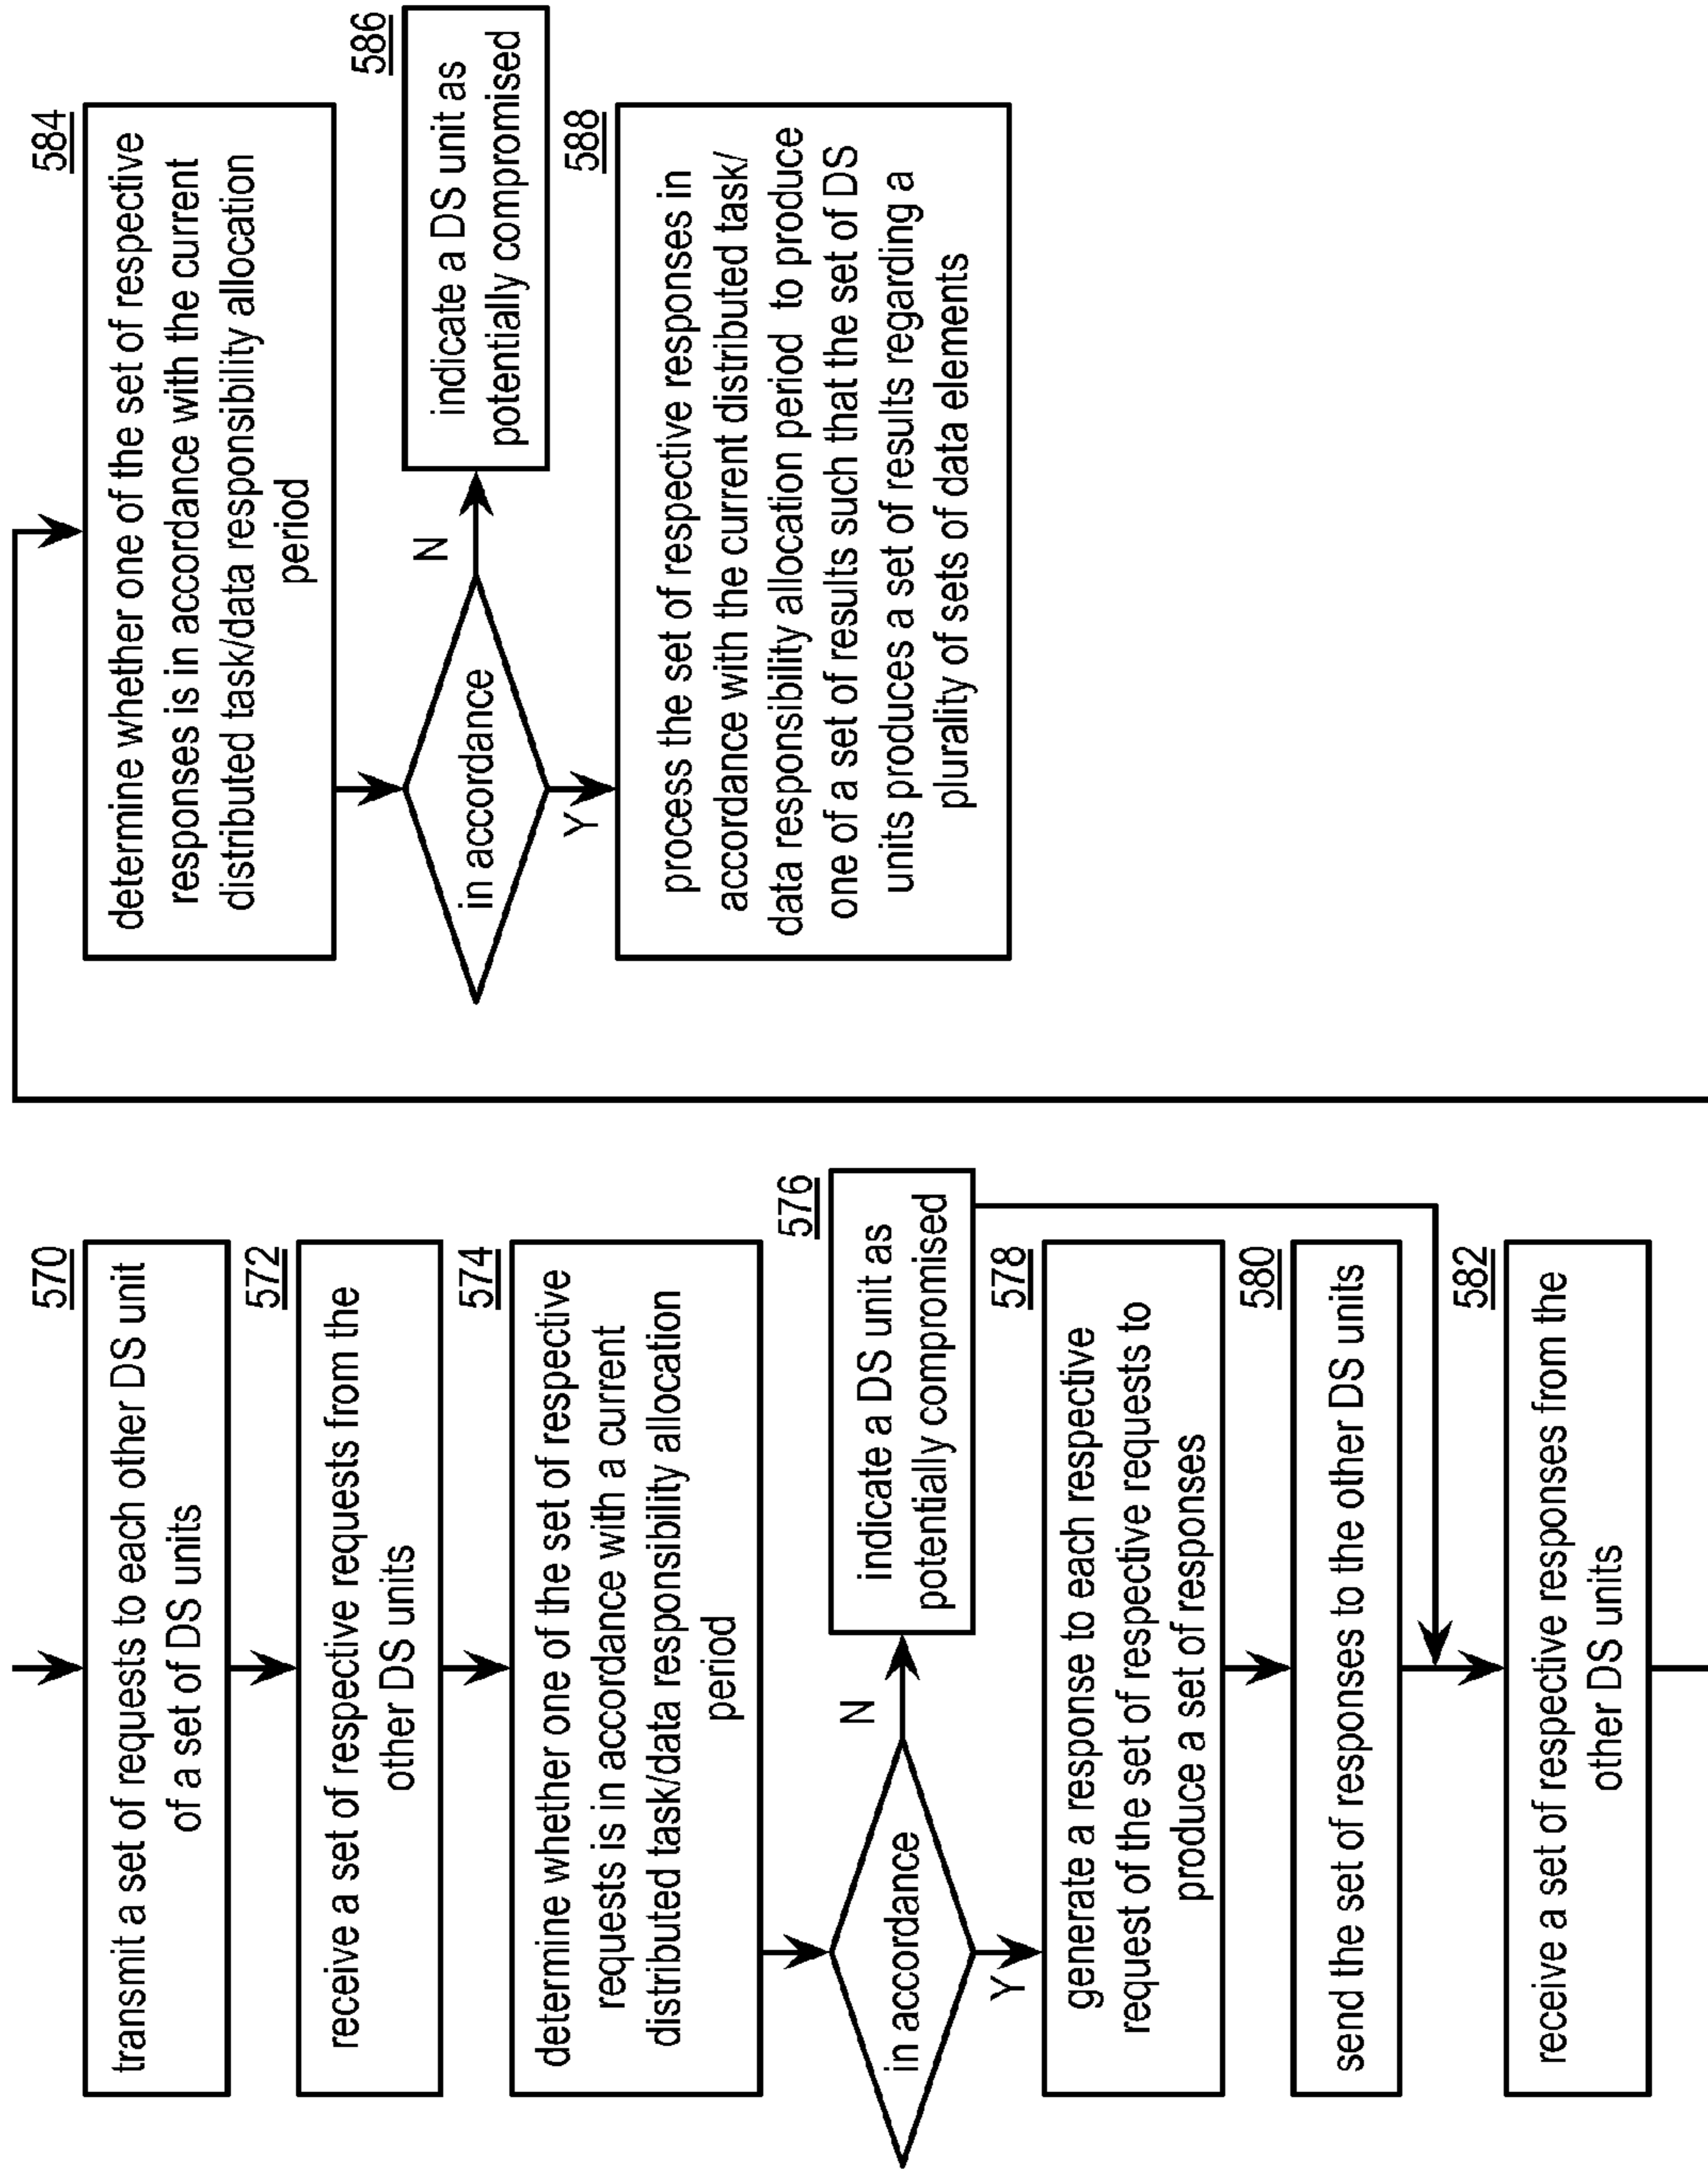 570
transmit a set of requests to each other DS unit
of a set of DS units
572
receive a set of respective requests from the
other DS units
574
determine whether one of the set of respective
requests is in accordance with a current
distributed task/data responsibility allocation
period
in accordance
N
Y
576
indicate a DS unit as
potentially compromised
578
generate a response to each respective
request of the set of respective requests to
produce a set of responses
580
send the set of responses to the other DS units
582
receive a set of respective responses from the
other DS units
584
determine whether one of the set of respective
responses is in accordance with the current
distributed task/data responsibility allocation
period
in accordance
N
Y
586
indicate a DS unit as
potentially compromised
588
process the set of respective responses in
accordance with the current distributed task/
data responsibility allocation period to produce
one of a set of results such that the set of DS
units produces a set of results regarding a
plurality of sets of data elements